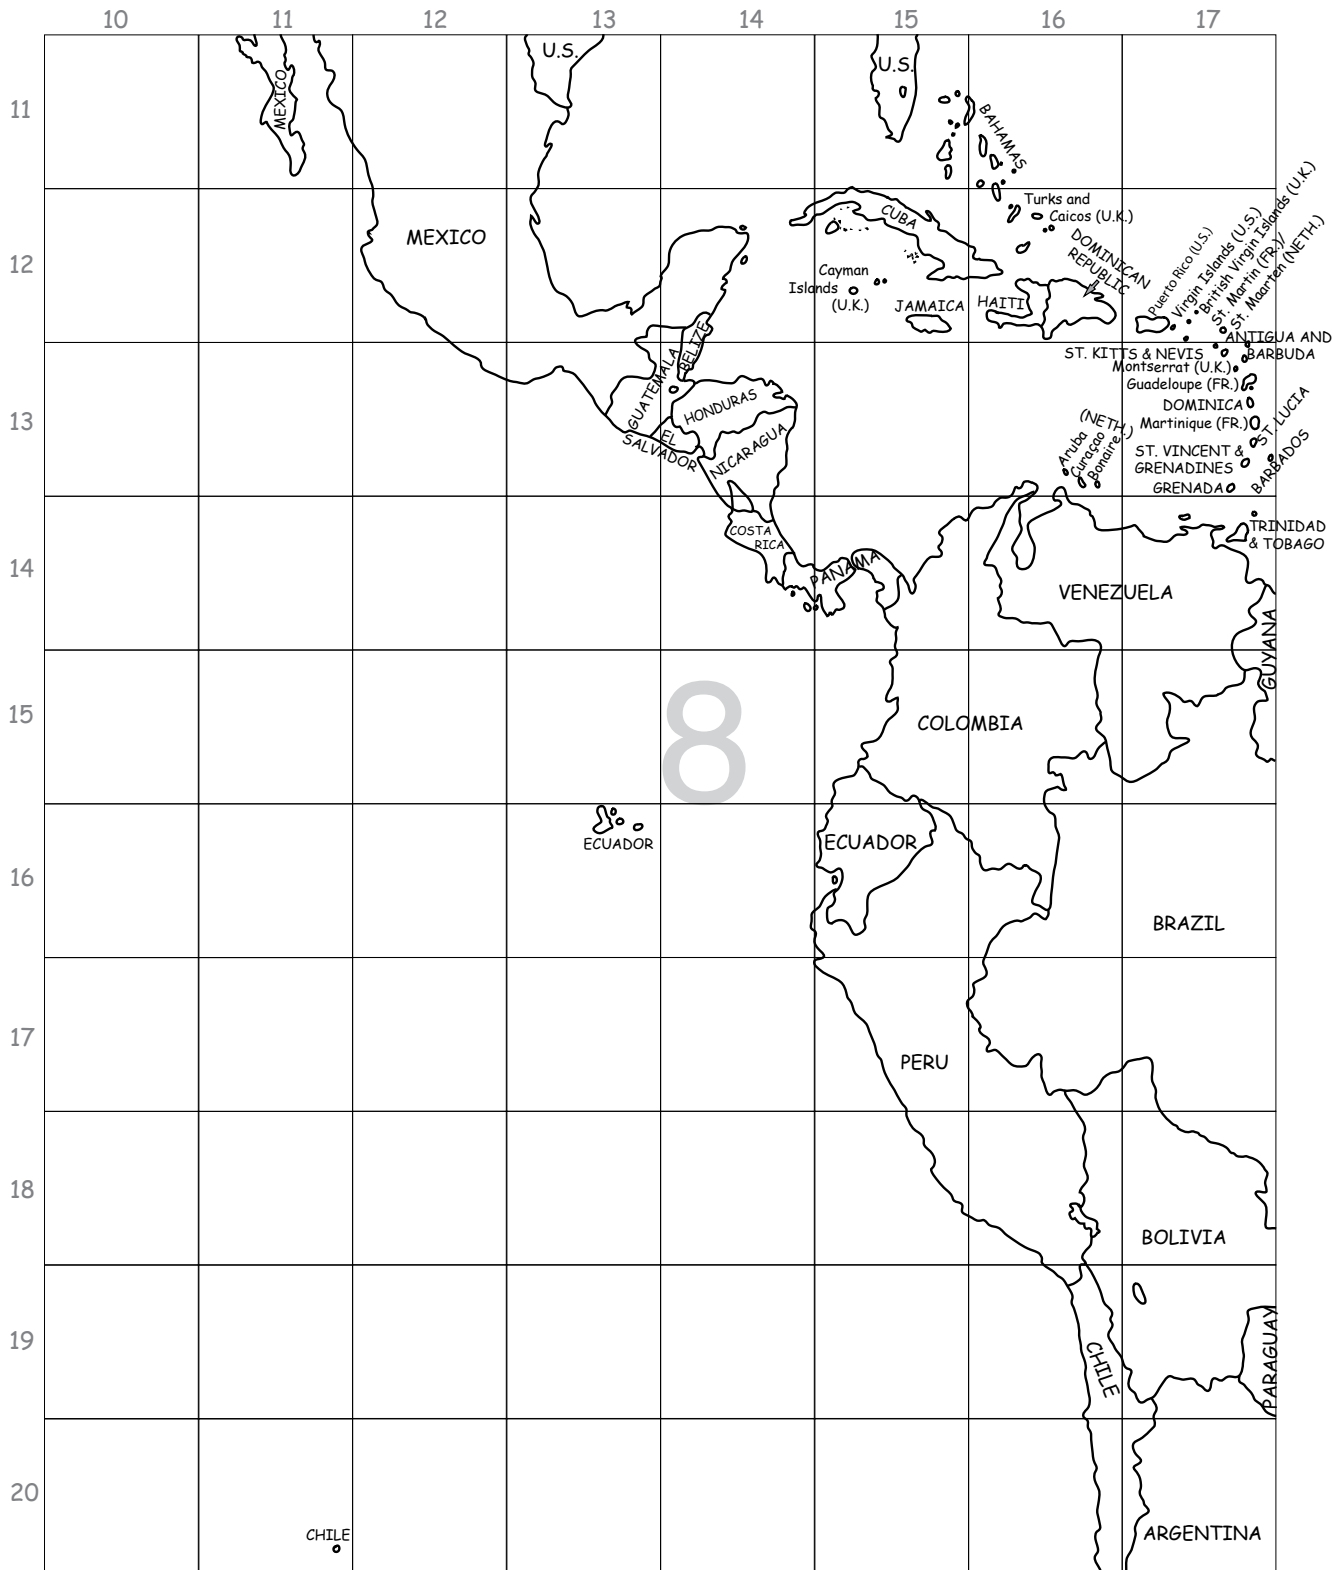 10 11 12 13 14 15 16 17
11
12
13
14
15
16
17
18
19
20
8
MEXICO
U.S.
U.S.
BAHAMAS
MEXICO
CUBA
Turks and
Caicos (U.K.)
Cayman
Islands
(U.K.)
JAMAICA
HAITI
DOMINICAN
REPUBLIC
Puerto Rico (U.S.)
Virgin Islands (U.S.)
British Virgin Islands (U.K.)
St. Martin (FR.)/
St. Maarten (NETH.)
ANTIGUA AND
BARBUDA
ST. KITTS & NEVIS
Montserrat (U.K.)
Guadeloupe (FR.)
DOMINICA
Martinique (FR.)
ST. LUCIA
ST. VINCENT &
GRENADINES
BARBADOS
GRENADA
Aruba
Curaçao
Bonaire
(NETH.)
TRINIDAD
& TOBAGO
BELIZE
GUATEMALA
HONDURAS
EL
SALVADOR
NICARAGUA
COSTA
RICA
PANAMA
VENEZUELA
GUYANA
COLOMBIA
ECUADOR
ECUADOR
BRAZIL
PERU
BOLIVIA
CHILE
PARAGUAY
CHILE
ARGENTINA